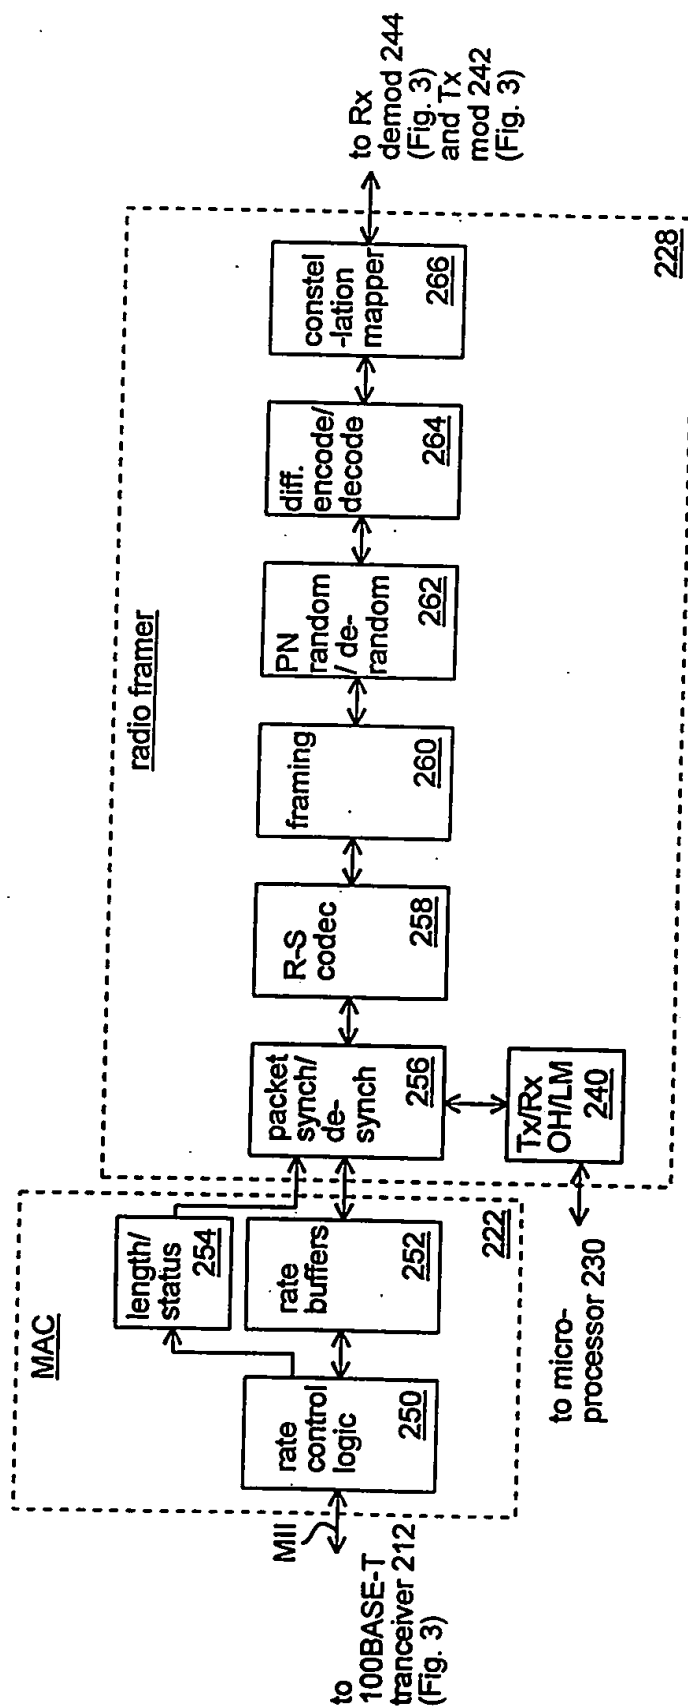 MAC
222
MII
to
100BASE-T
tranceiver 212
(Fig. 3)
rate
control
logic
250
length/
status
254
rate
buffers
252
radio framer
228
packet
synch/
de-
synch
256
Tx/Rx
OH/LM
240
to micro-
processor 230
R-S
codec
258
framing
260
PN
random
/ de-
random
262
diff.
encode/
decode
264
constel
-lation
mapper
266
to Rx
demod 244
(Fig. 3)
and Tx
mod 242
(Fig. 3)